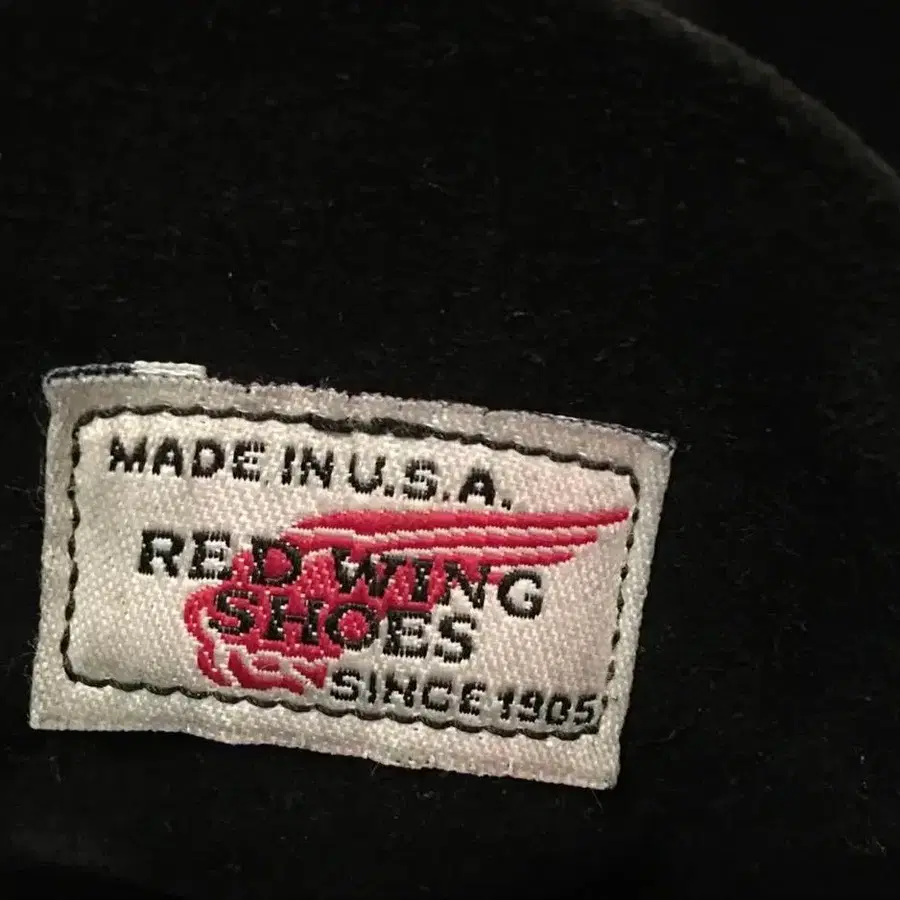 MADE IN U.S.A.
RED WING
SHOES
SINCE 1905